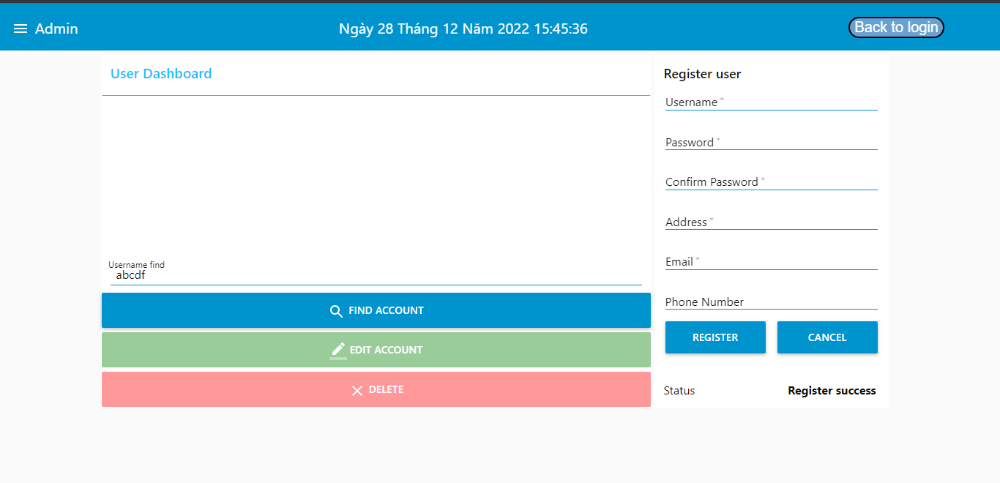 Admin
Ngày 28 Tháng 12 Năm 2022 15:45:36
Back to login
User Dashboard
Username find
abcdf
FIND ACCOUNT
EDIT ACCOUNT
DELETE
Register user
Username *
Password *
Confirm Password *
Address *
Email *
Phone Number
REGISTER
CANCEL
Status
Register success